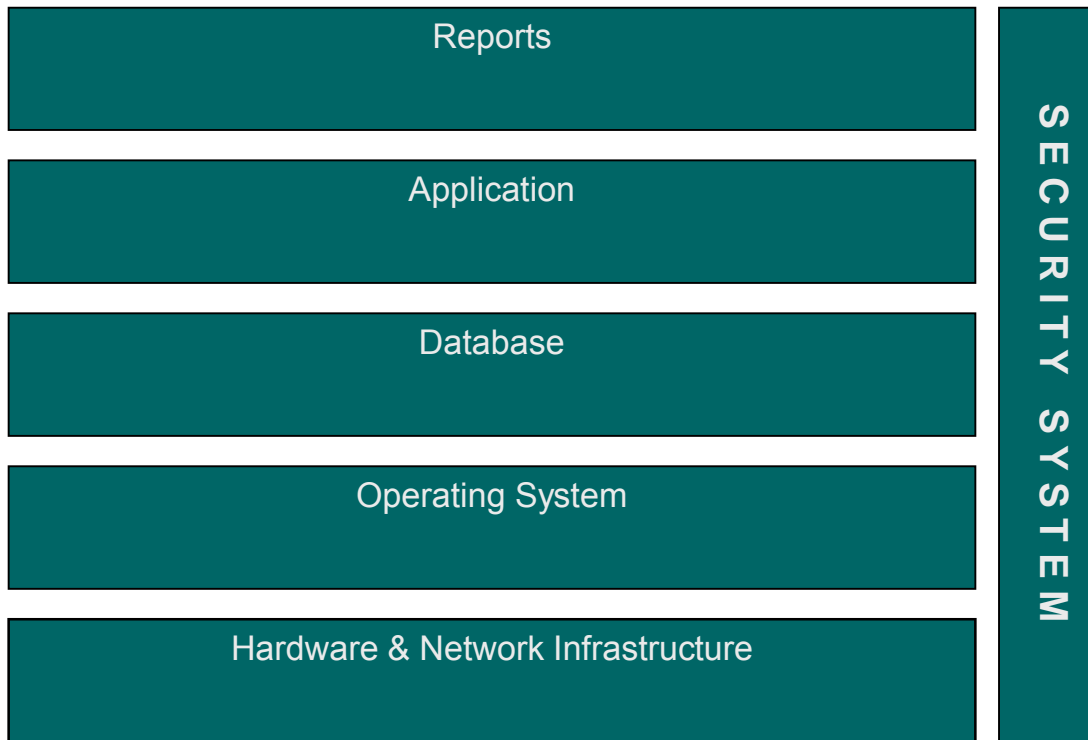 Reports
Application
Database
Operating System
Hardware & Network Infrastructure
SECURITY SYSTEM